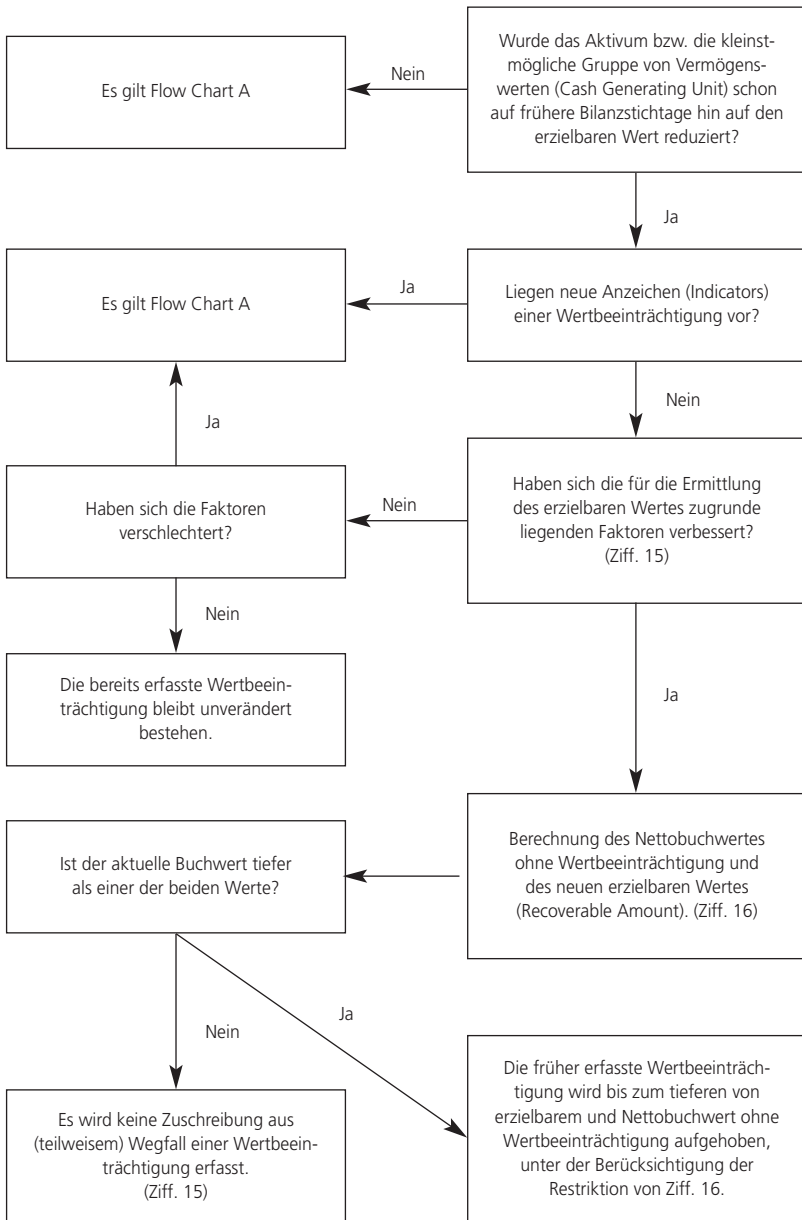 Wurde das Aktivum bzw. die kleinst-
mögliche Gruppe von Vermögens-
werten (Cash Generating Unit) schon
auf frühere Bilanzstichtage hin auf den
erzielbaren Wert reduziert?
Nein
Es gilt Flow Chart A
Ja
Liegen neue Anzeichen (Indicators)
einer Wertbeeinträchtigung vor?
Ja
Es gilt Flow Chart A
Nein
Ja
Haben sich die für die Ermittlung
des erzielbaren Wertes zugrunde
liegenden Faktoren verbessert?
(Ziff. 15)
Nein
Haben sich die Faktoren
verschlechtert?
Nein
Die bereits erfasste Wertbeein-
trächtigung bleibt unverändert
bestehen.
Ja
Berechnung des Nettobuchwertes
ohne Wertbeeinträchtigung und
des neuen erzielbaren Wertes
(Recoverable Amount). (Ziff. 16)
Ist der aktuelle Buchwert tiefer
als einer der beiden Werte?
Nein
Ja
Es wird keine Zuschreibung aus
(teilweisem) Wegfall einer Wertbeein-
trächtigung erfasst.
(Ziff. 15)
Die früher erfasste Wertbeeinträch-
tigung wird bis zum tieferen von
erzielbarem und Nettobuchwert ohne
Wertbeeinträchtigung aufgehoben,
unter der Berücksichtigung der
Restriktion von Ziff. 16.